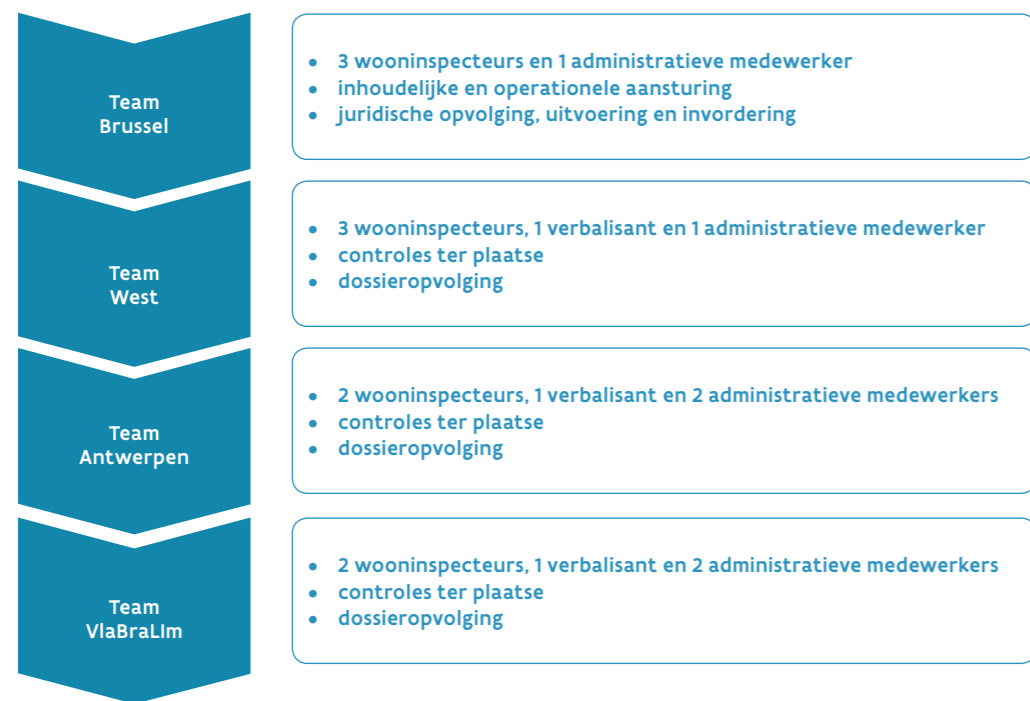 Team
Brussel
• 3 wooninspecteurs en 1 administratieve medewerker
• inhoudelijke en operationele aansturing
• juridische opvolging, uitvoering en invordering
Team
West
• 3 wooninspecteurs, 1 verbalisant en 1 administratieve medewerker
• controles ter plaatse
• dossieropvolging
Team
Antwerpen
• 2 wooninspecteurs, 1 verbalisant en 2 administratieve medewerkers
• controles ter plaatse
• dossieropvolging
Team
VlaBraLIm
• 2 wooninspecteurs, 1 verbalisant en 2 administratieve medewerkers
• controles ter plaatse
• dossieropvolging